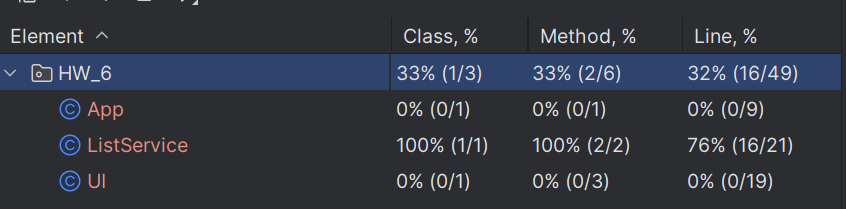 Element Class, % Method, % Line, %
HW_6 33% (1/3) 33% (2/6) 32% (16/49)
App 0% (0/1) 0% (0/1) 0% (0/9)
ListService 100% (1/1) 100% (2/2) 76% (16/21)
UI 0% (0/1) 0% (0/3) 0% (0/19)